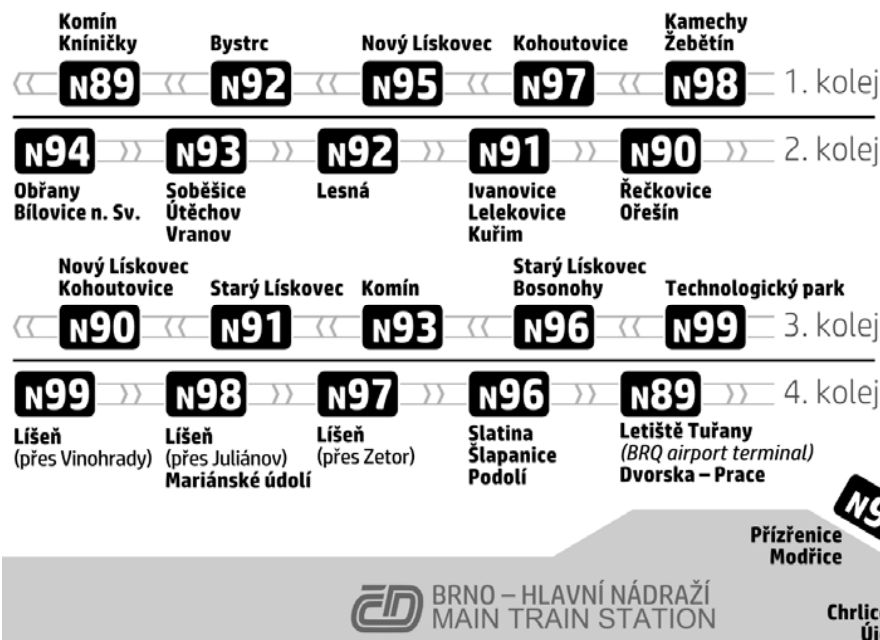 Komín
Kníničky
Bystrc
Nový Lískovec
Kohoutovice
Kamechy
Žebětín
N89
N92
N95
N97
N98
1. kolej
N94
N93
N92
N91
N90
2. kolej
Obřany
Bílovice n. Sv.
Soběšice
Útěchov
Vranov
Lesná
Ivanovice
Lelekovice
Kuřim
Řečkovice
Ořešín
Nový Lískovec
Kohoutovice
Starý Lískovec
Komín
Starý Lískovec
Bosonohy
Technologický park
N90
N91
N93
N96
N99
3. kolej
N99
N98
N97
N96
N89
4. kolej
Líšeň
(přes Vinohrady)
Líšeň
(přes Juliánov)
Mariánské údolí
Líšeň
(přes Zetor)
Slatina
Šlapanice
Podolí
Letiště Tuřany
(BRQ airport terminal)
Dvorska – Prace
Přízřenice
Modřice
ČD
BRNO – HLAVNÍ NÁDRAŽÍ
MAIN TRAIN STATION